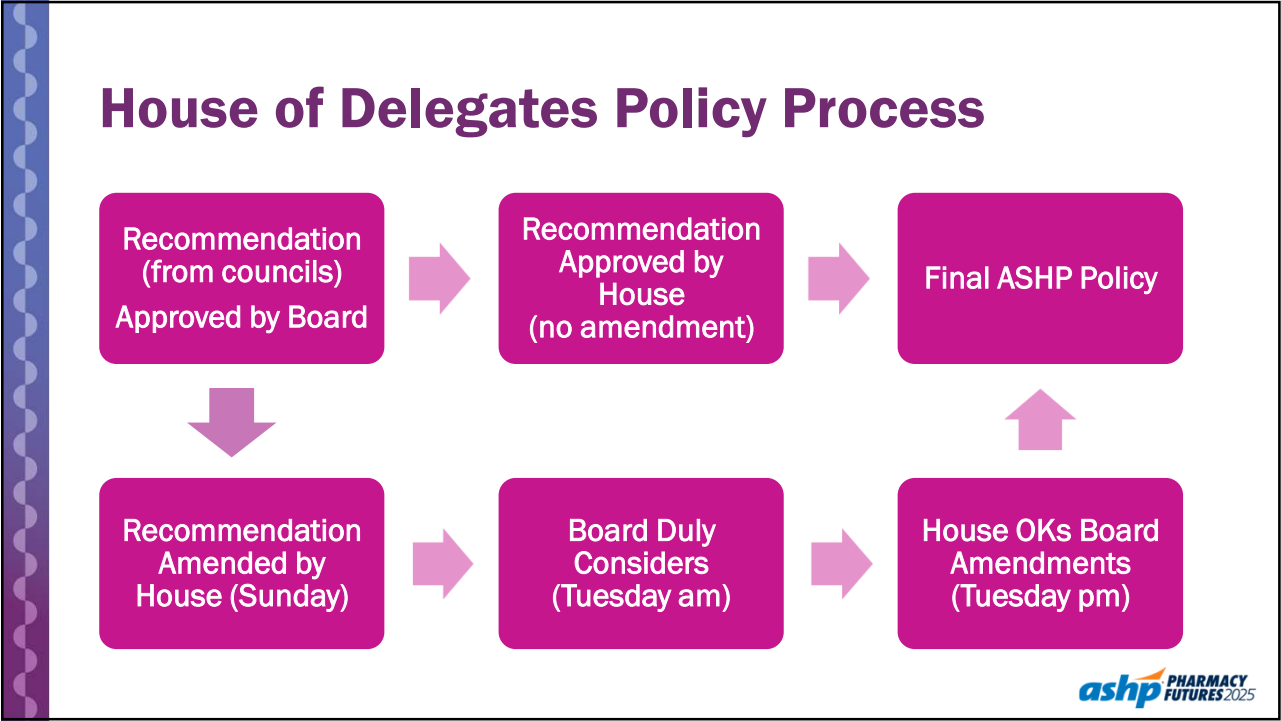 House of Delegates Policy Process
Recommendation
(from councils)
Approved by Board
Recommendation
Approved by
House
(no amendment)
Final ASHP Policy
Recommendation
Amended by
House (Sunday)
Board Duly
Considers
(Tuesday am)
House OKs Board
Amendments
(Tuesday pm)
ashp PHARMACY
FUTURES2025